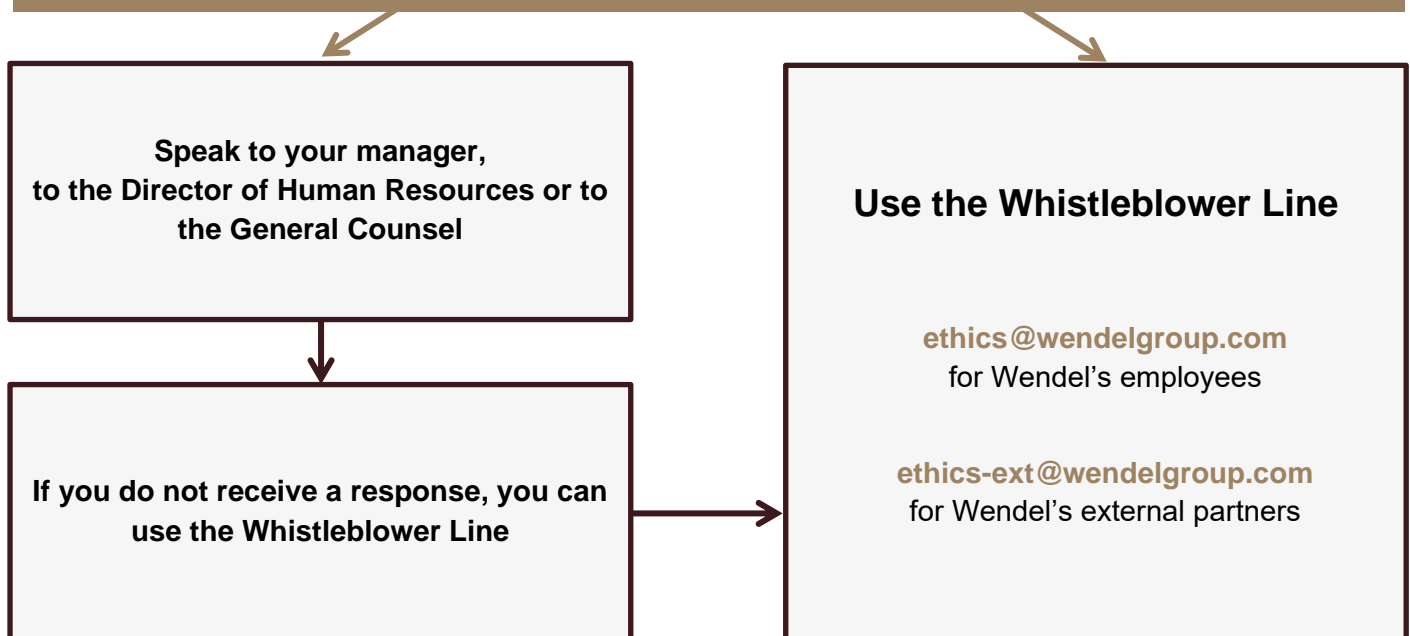 Speak to your manager,
to the Director of Human Resources or to
the General Counsel
If you do not receive a response, you can
use the Whistleblower Line
Use the Whistleblower Line
ethics@wendelgroup.com
for Wendel’s employees
ethics-ext@wendelgroup.com
for Wendel’s external partners